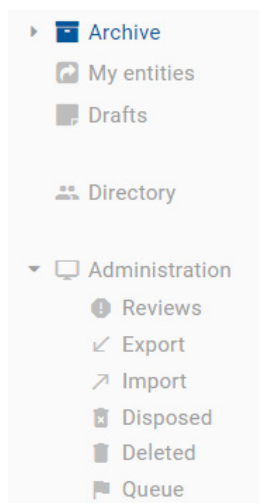 Archive
My entities
Drafts
Directory
Administration
Reviews
Export
Import
Disposed
Deleted
Queue